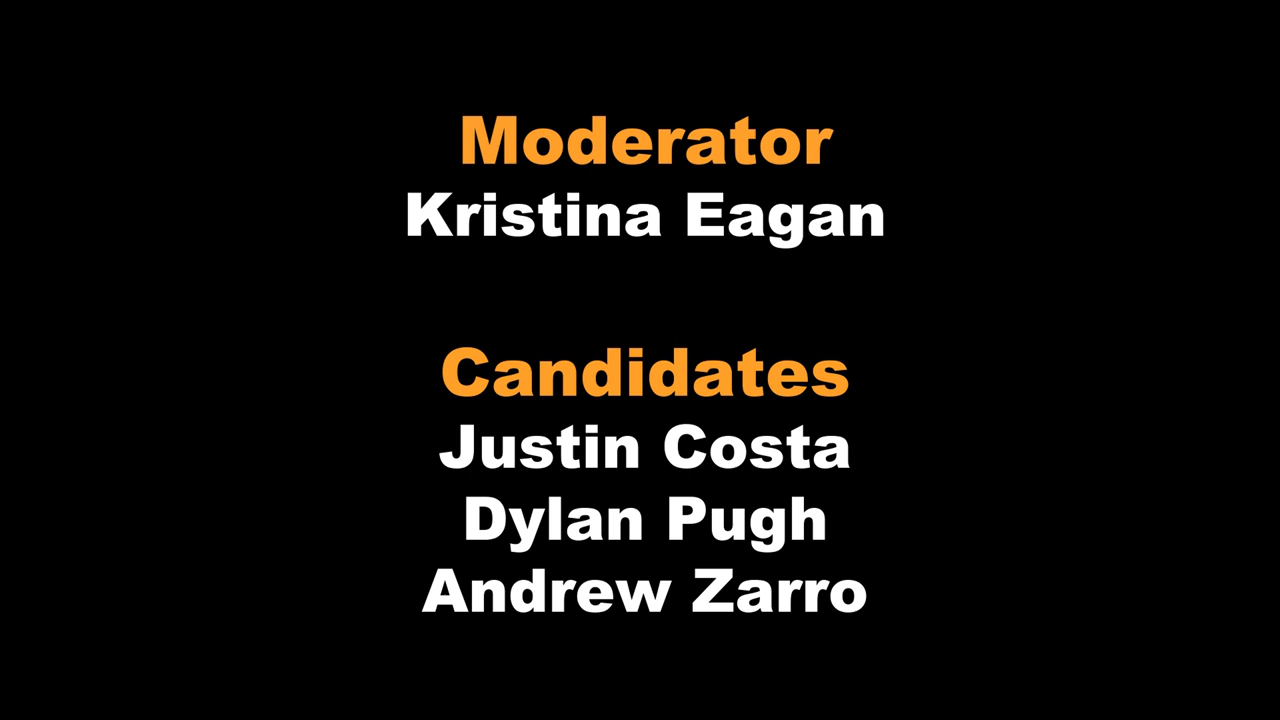 Moderator
Kristina Eagan
Candidates
Justin Costa
Dylan Pugh
Andrew Zarro